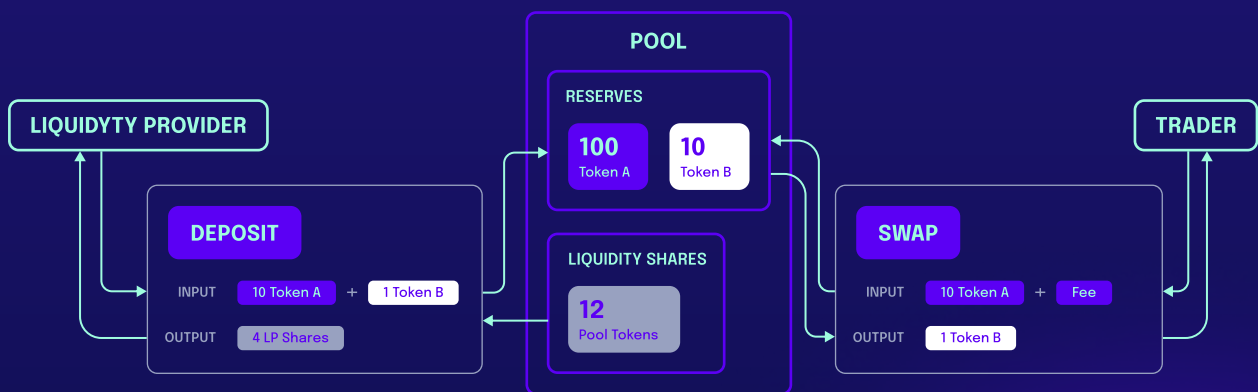 POOL
RESERVES
100
Token A
10
Token B
LIQUIDYTY PROVIDER
TRADER
DEPOSIT
INPUT 10 Token A + 1 Token B
OUTPUT 4 LP Shares
LIQUIDITY SHARES
12
Pool Tokens
SWAP
INPUT 10 Token A + Fee
OUTPUT 1 Token B